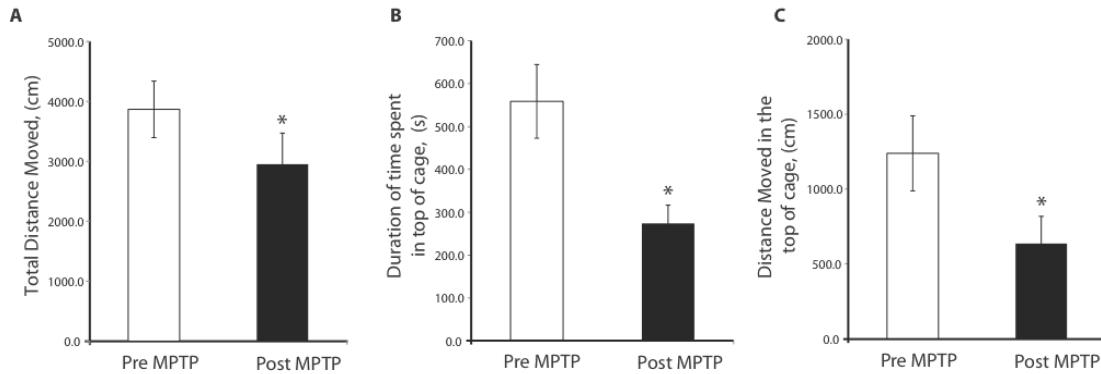 A
Total Distance Moved, (cm)
5000.0
4000.0
3000.0
2000.0
1000.0
0.0
*
Pre MPTP
Post MPTP
B
Duration of time spent
in top of cage, (s)
700.0
600.0
500.0
400.0
300.0
200.0
100.0
0.0
*
Pre MPTP
Post MPTP
C
Distance Moved in the
top of cage, (cm)
2000.0
1500.0
1000.0
500.0
0.0
*
Pre MPTP
Post MPTP